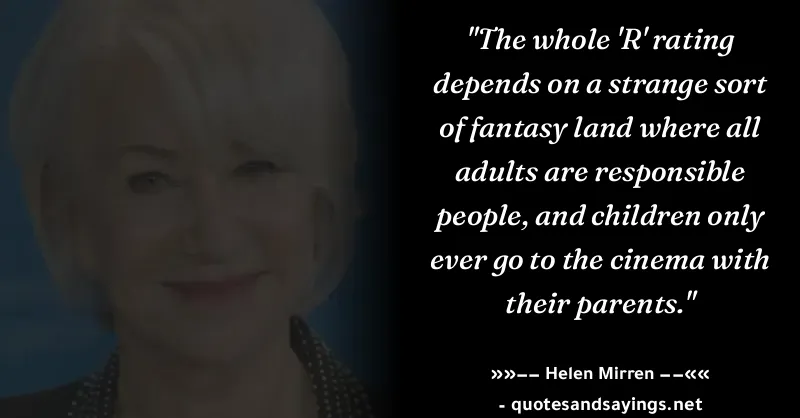 "The whole 'R' rating
depends on a strange sort
of fantasy land where all
adults are responsible
people, and children only
ever go to the cinema with
their parents."
»»−− Helen Mirren −−««
- quotesandsayings.net